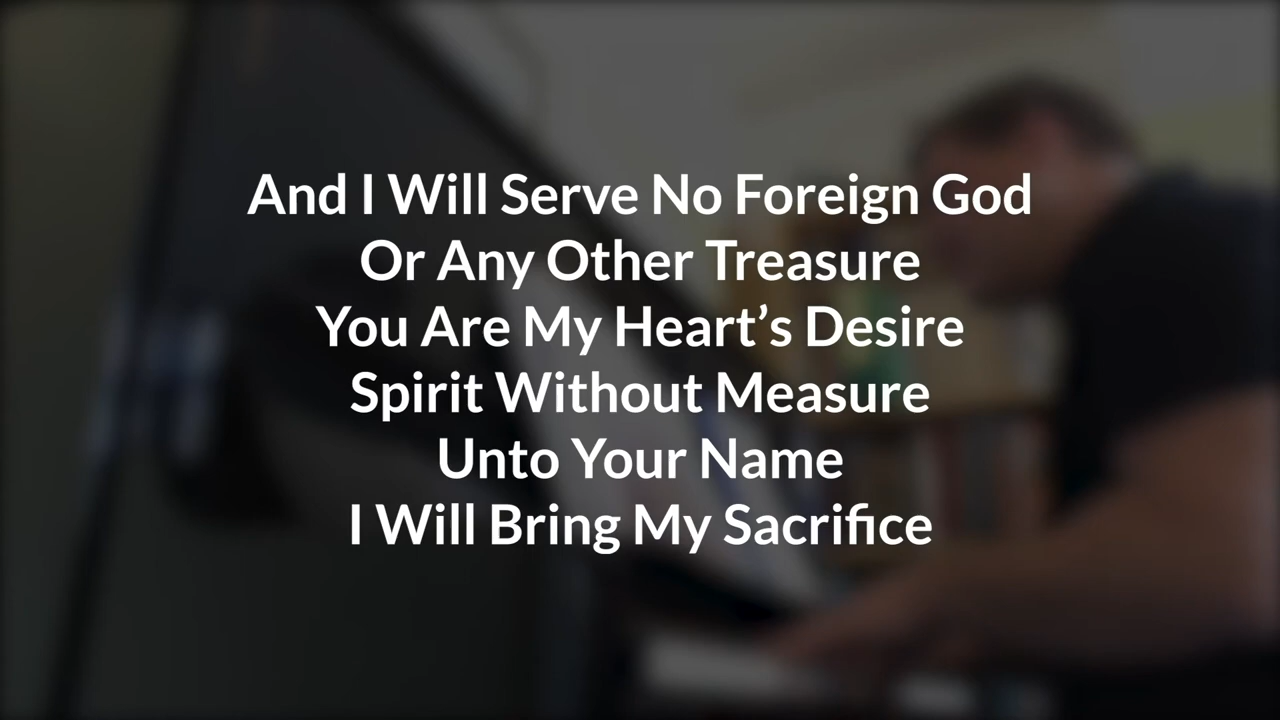 And I Will Serve No Foreign God
Or Any Other Treasure
You Are My Heart’s Desire
Spirit Without Measure
Unto Your Name
I Will Bring My Sacrifice